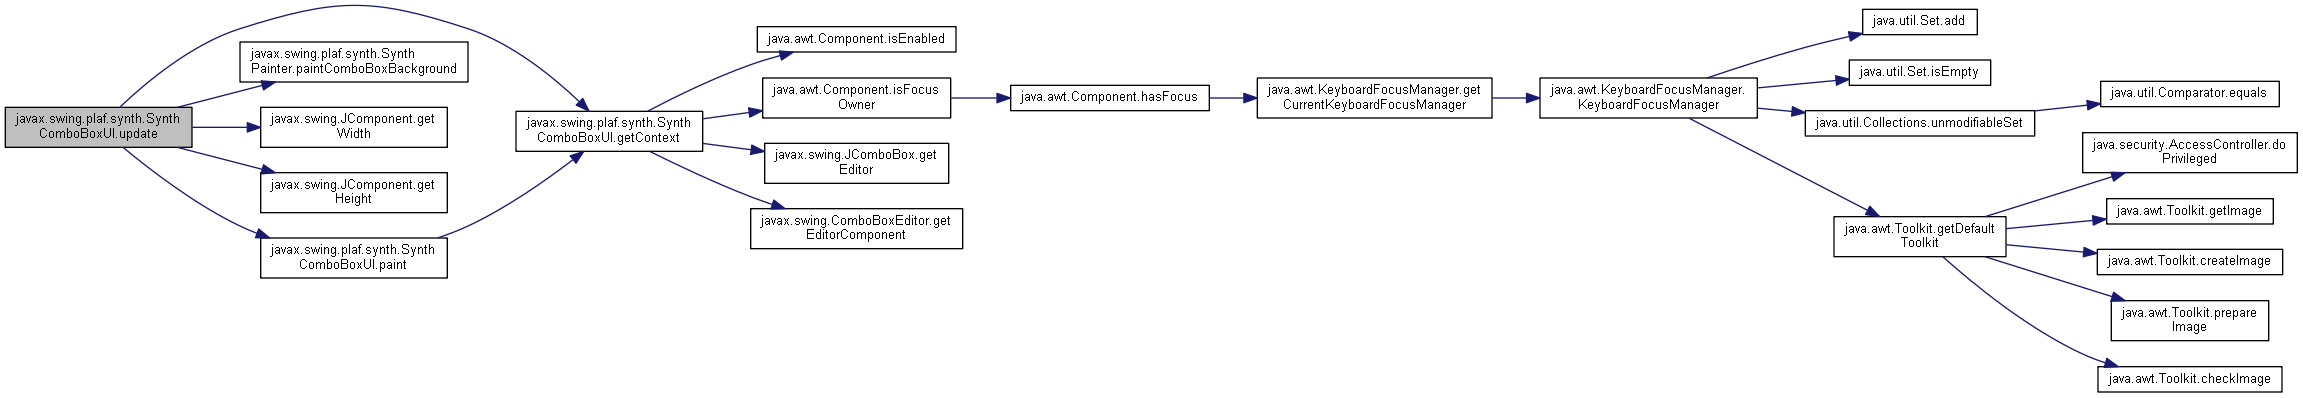 javax.swing.plaf.synth.Synth
ComboBoxUI.update
javax.swing.plaf.synth.Synth
Painter.paintComboBoxBackground
javax.swing.JComponent.get
Width
javax.swing.JComponent.get
Height
javax.swing.plaf.synth.Synth
ComboBoxUI.paint
javax.swing.plaf.synth.Synth
ComboBoxUI.getContext
java.awt.Component.isEnabled
java.awt.Component.isFocus
Owner
javax.swing.JComboBox.get
Editor
javax.swing.ComboBoxEditor.get
EditorComponent
java.awt.Component.hasFocus
java.awt.KeyboardFocusManager.get
CurrentKeyboardFocusManager
java.awt.KeyboardFocusManager.
KeyboardFocusManager
java.util.Set.add
java.util.Set.isEmpty
java.util.Collections.unmodifiableSet
java.awt.Toolkit.getDefault
Toolkit
java.util.Comparator.equals
java.security.AccessController.do
Privileged
java.awt.Toolkit.getImage
java.awt.Toolkit.createImage
java.awt.Toolkit.prepare
Image
java.awt.Toolkit.checkImage